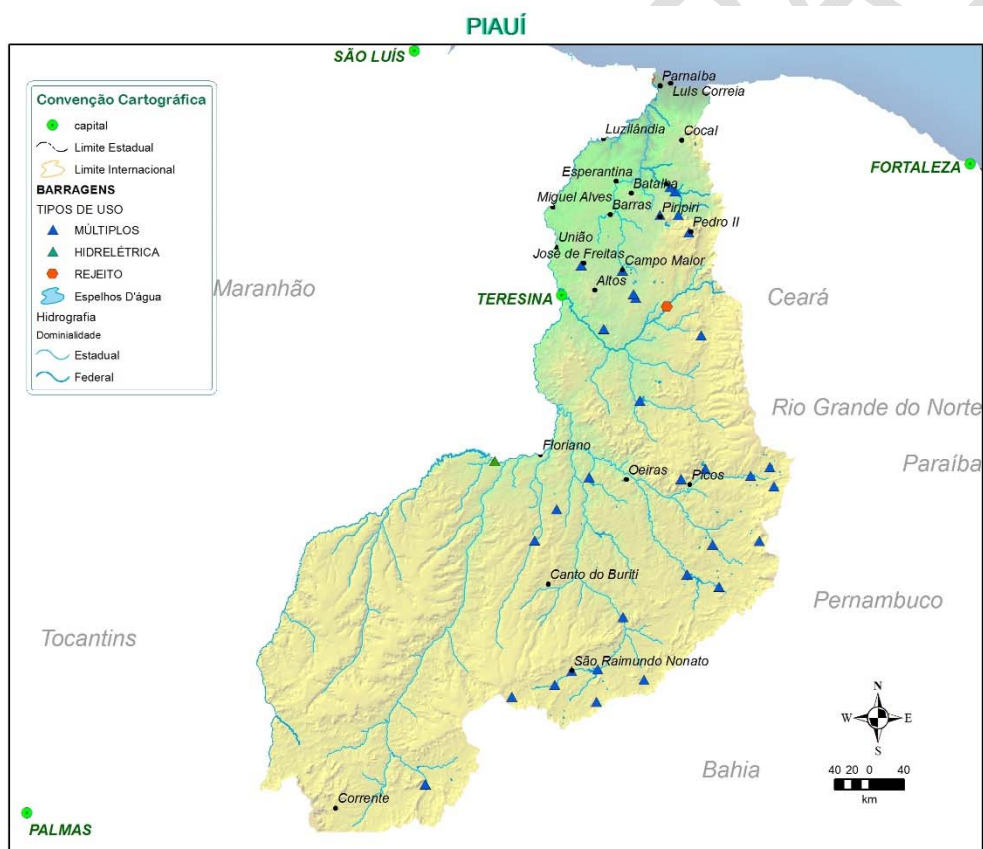 PIAUÍ
SÃO LUÍS
Convenção Cartográfica
capital
Limite Estadual
Limite Internacional
BARRAGENS
TIPOS DE USO
MÚLTIPLOS
HIDRELÉTRICA
REJEITO
Espelhos D'água
Hidrografia
Dominialidade
Estadual
Federal
Parnaíba
Luís Correia
Luzilândia
Cocal
FORTALEZA
Esperantina
Batalha
Miguel Alves
Barras
Piripiri
Pedro II
União
José de Freitas
Campo Maior
Maranhão
Altos
TERESINA
Ceará
Rio Grande do Norte
Floriano
Paraíba
Oeiras
Picos
Canto do Buriti
Pernambuco
Tocantins
São Raimundo Nonato
N
W
E
S
Bahia
40 20 0 40
km
Corrente
PALMAS